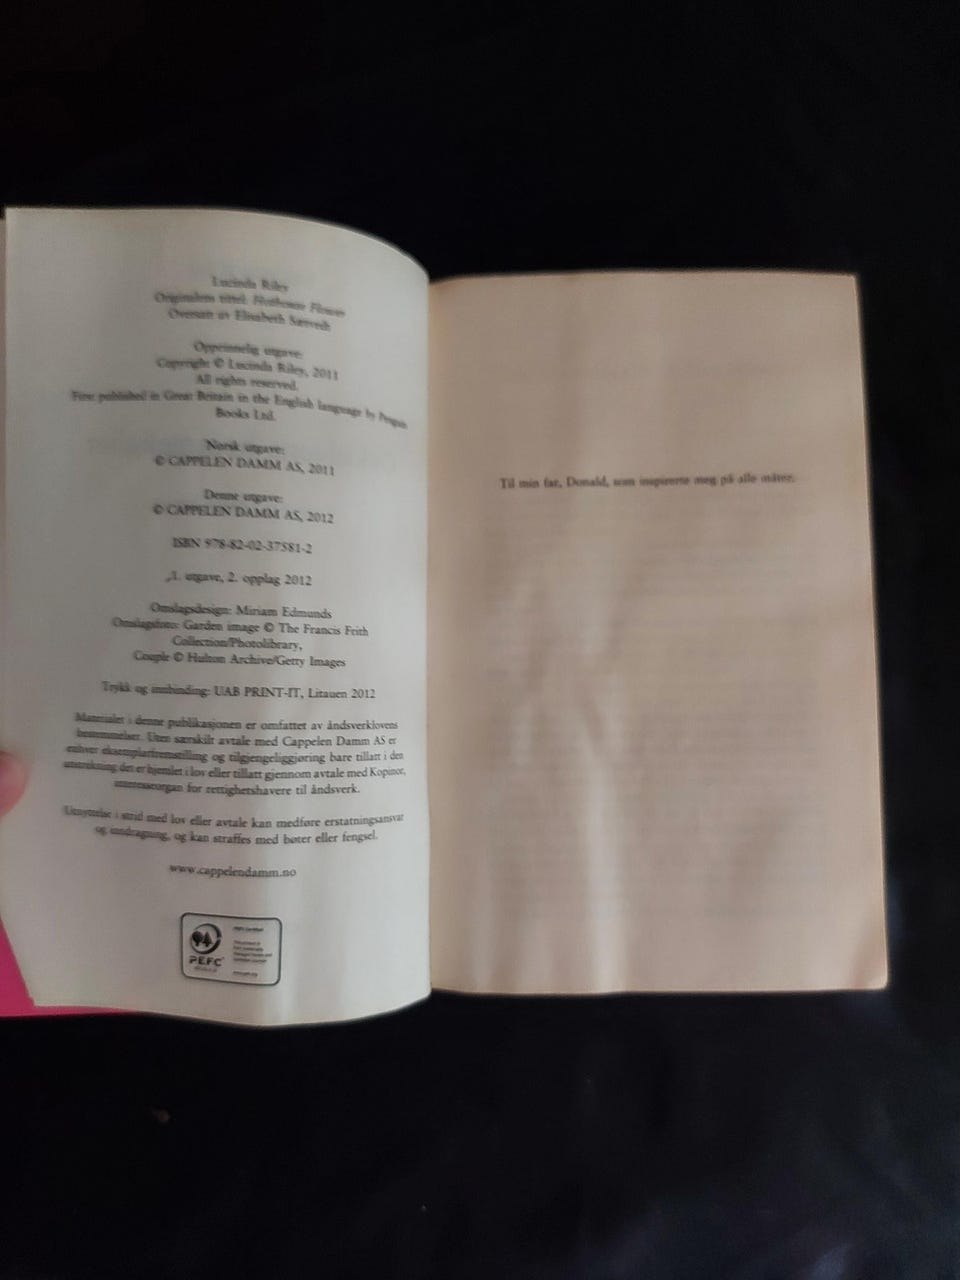 Lucinda Riley
Originalens tittel: Hothouse Flower
Oversatt av Elisabeth Sætvedt
Opprinnelig utgave:
Copyright © Lucinda Riley, 2011
All rights reserved.
First published in Great Britain in the English language by Penguin
Books Ltd.
Norsk utgave:
© CAPPELEN DAMM AS, 2011
Denne utgave:
© CAPPELEN DAMM AS, 2012
ISBN 978-82-02-37581-2
1. utgave, 2. opplag 2012
Omslagsdesign: Miriam Edmunds
Omslagsfoto: Garden image © The Francis Frith
Collection/Photolibrary,
Couple © Hulton Archive/Getty Images
Trykk og innbinding: UAB PRINT-IT, Litauen 2012
Materialet i denne publikasjonen er omfattet av åndsverklovens
bestemmelser. Uten særskilt avtale med Cappelen Damm AS er
enhver eksemplarfremstilling og tilgjengeliggjøring bare tillatt i den
utstrekning det er hjemlet i lov eller tillatt gjennom avtale med Kopinor,
interesseorgan for rettighetshavere til åndsverk.
Utnyttelse i strid med lov eller avtale kan medføre erstatningsansvar
og inndragning, og kan straffes med bøter eller fengsel.
www.cappelendamm.no
PEFC
PEFC Certified
Til min far, Donald, som inspirerte meg på alle måter.